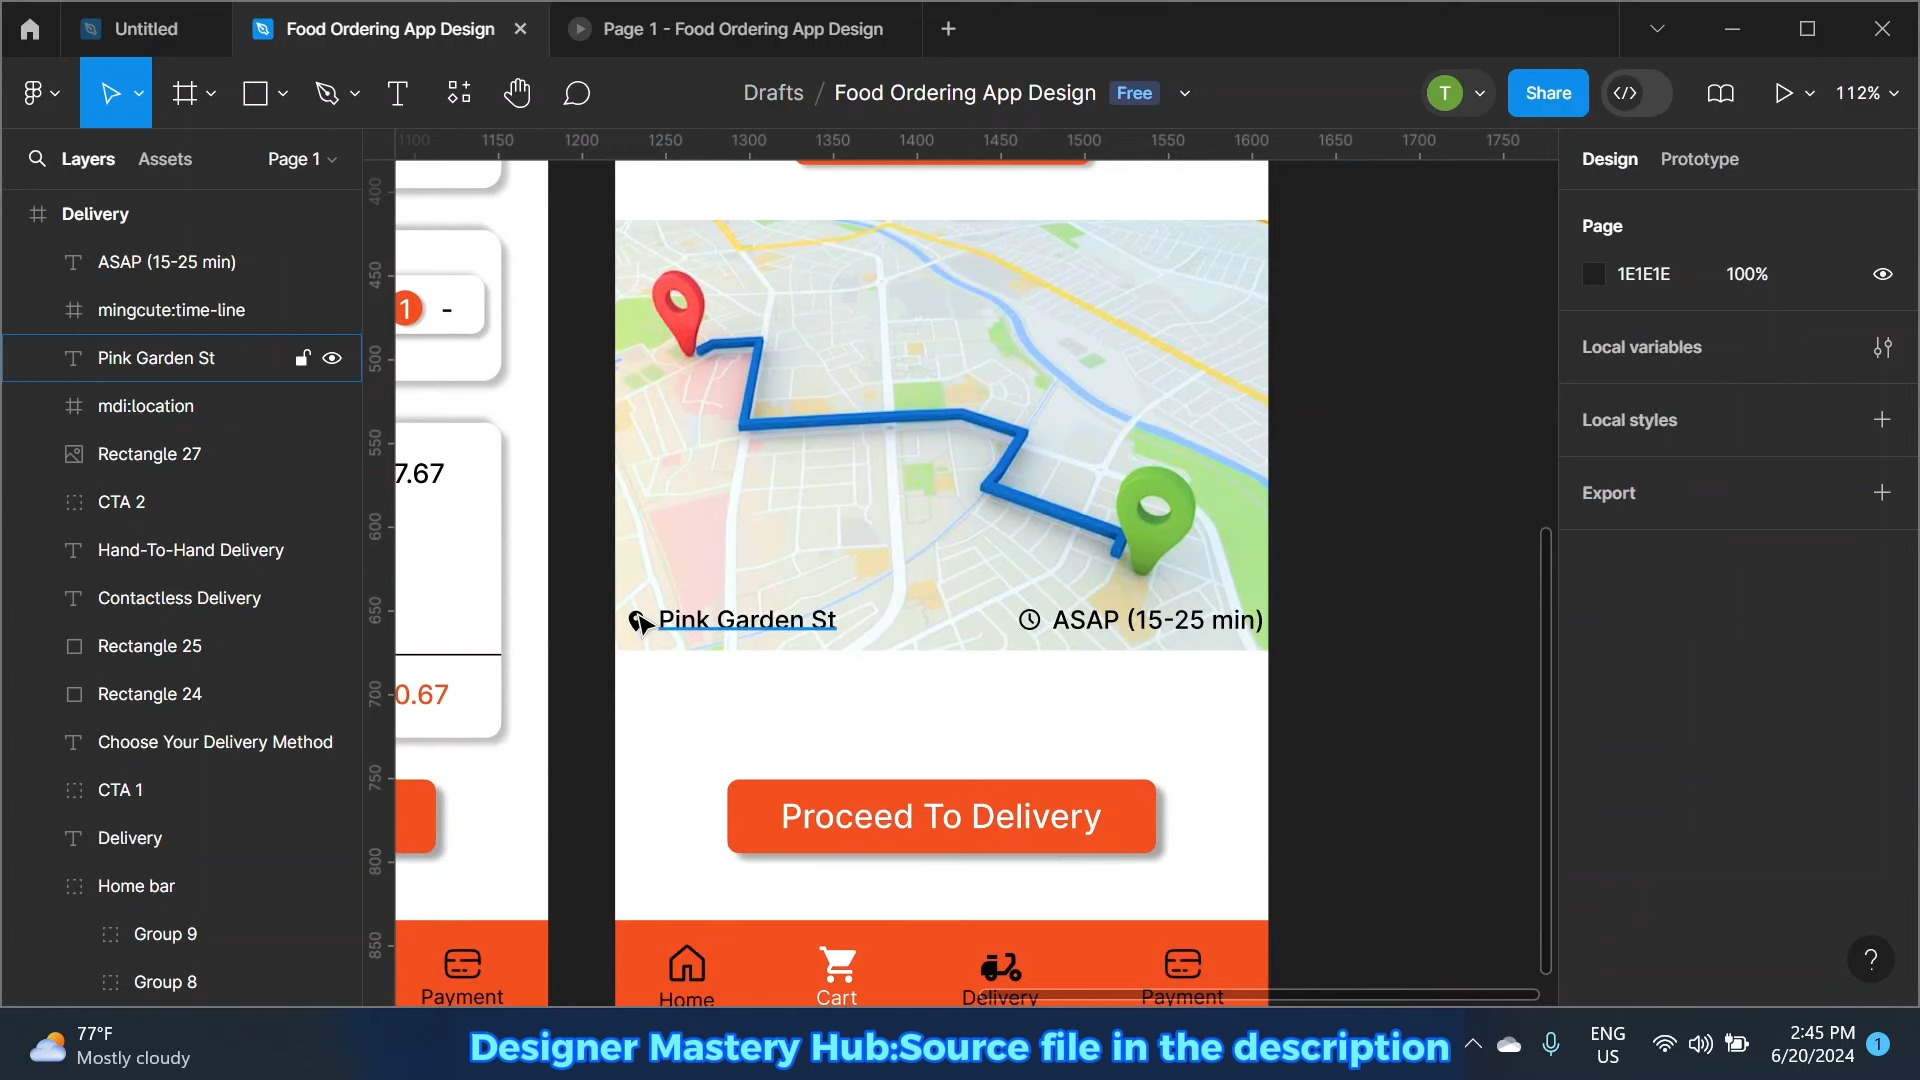 Untitled
Food Ordering App Design
Page 1 - Food Ordering App Design
Drafts / Food Ordering App Design Free
T
Share
112%
Layers
Assets
Page 1
1100 1150 1200 1250 1300 1350 1400 1450 1500 1550 1600 1650 1700 1750
400
450
500
550
600
650
700
750
800
850
Delivery
ASAP (15-25 min)
mingcute:time-line
Pink Garden St
mdi:location
Rectangle 27
CTA 2
Hand-To-Hand Delivery
Contactless Delivery
Rectangle 25
Rectangle 24
Choose Your Delivery Method
CTA 1
Delivery
Home bar
Group 9
Group 8
1 -
7.67
0.67
Payment
Pink Garden St
ASAP (15-25 min)
Proceed To Delivery
Home
Cart
Delivery
Payment
Design
Prototype
Page
1E1E1E 100%
Local variables
Local styles
Export
?
77°F
Mostly cloudy
Designer Mastery Hub:Source file in the description
ENG
US
2:45 PM
6/20/2024
1